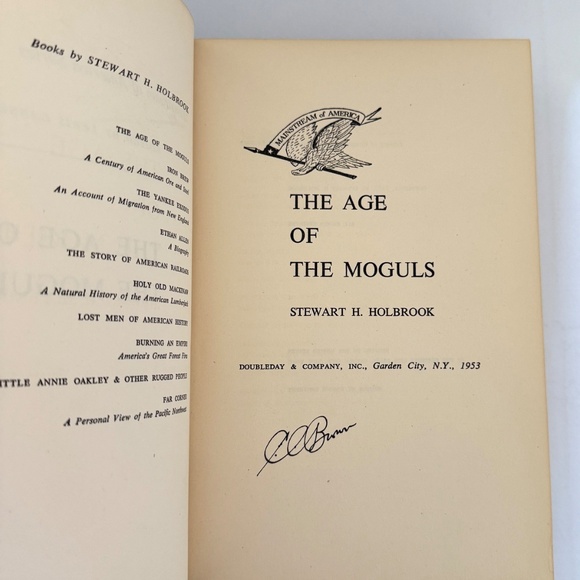 Books by STEWART H. HOLBROOK
THE AGE OF THE MOGULS
IRON BREW
A Century of American Ore and Steel
THE YANKEE EXODUS
An Account of Migration from New England
ETHAN ALLEN
A Biography
THE STORY OF AMERICAN RAILROADS
HOLY OLD MACKINAW
A Natural History of the American Lumberjack
LOST MEN OF AMERICAN HISTORY
BURNING AN EMPIRE
America's Great Forest Fires
LITTLE ANNIE OAKLEY & OTHER RUGGED PEOPLE
FAR CORNER
A Personal View of the Pacific Northwest
MAINSTREAM of AMERICA
THE AGE
OF
THE MOGULS
STEWART H. HOLBROOK
DOUBLEDAY & COMPANY, INC., Garden City, N.Y., 1953
C C Brown